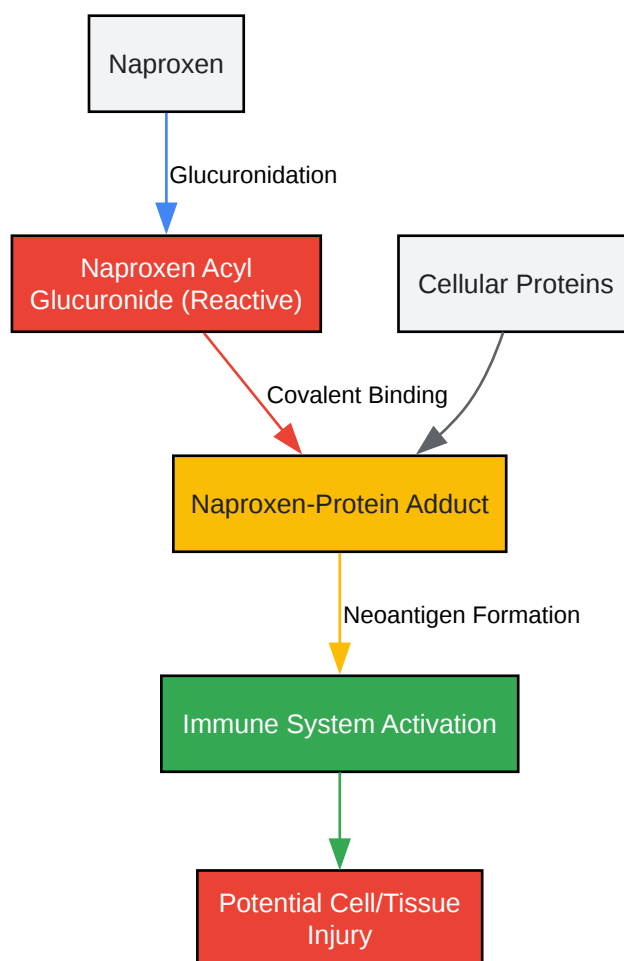 Naproxen
Glucuronidation
Naproxen Acyl
Glucuronide (Reactive)
Cellular Proteins
Covalent Binding
Naproxen-Protein Adduct
Neoantigen Formation
Immune System Activation
Potential Cell/Tissue
Injury